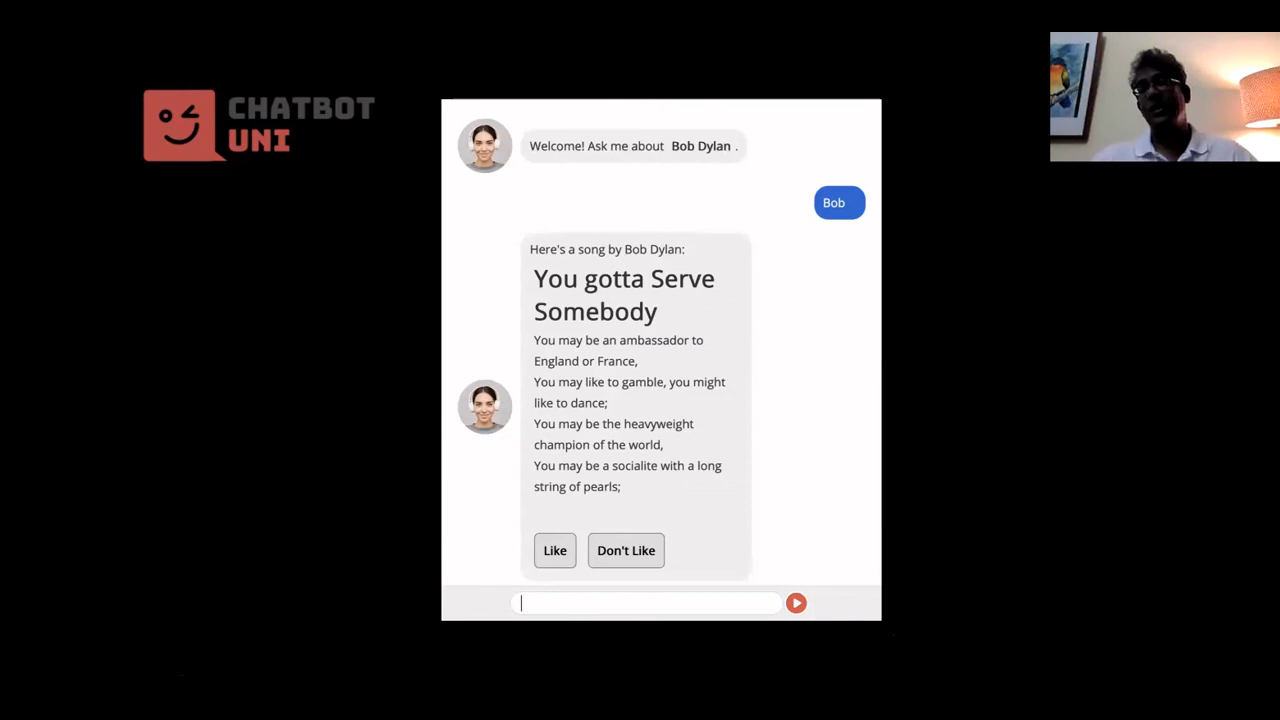 CHATBOT
UNI
Welcome! Ask me about Bob Dylan .
Bob
Here's a song by Bob Dylan:
You gotta Serve
Somebody
You may be an ambassador to
England or France,
You may like to gamble, you might
like to dance;
You may be the heavyweight
champion of the world,
You may be a socialite with a long
string of pearls;
Like
Don't Like